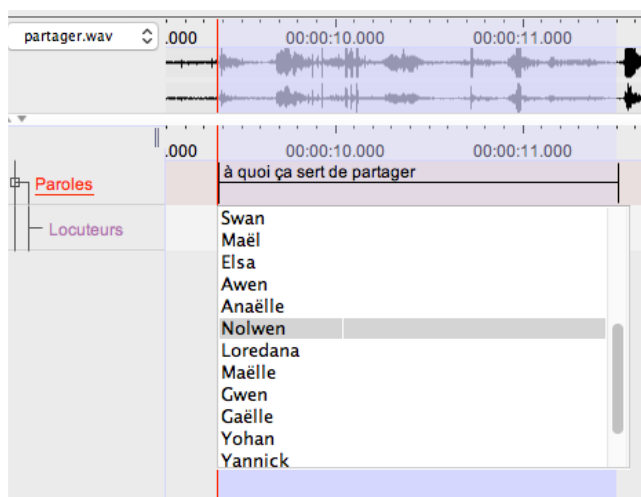 partager.wav
.000 00:00:10.000 00:00:11.000
.000 00:00:10.000 00:00:11.000
Paroles
à quoi ça sert de partager
Locuteurs
Swan
Maël
Elsa
Awen
Anaëlle
Nolwen
Loredana
Maëlle
Gwen
Gaëlle
Yohan
Yannick